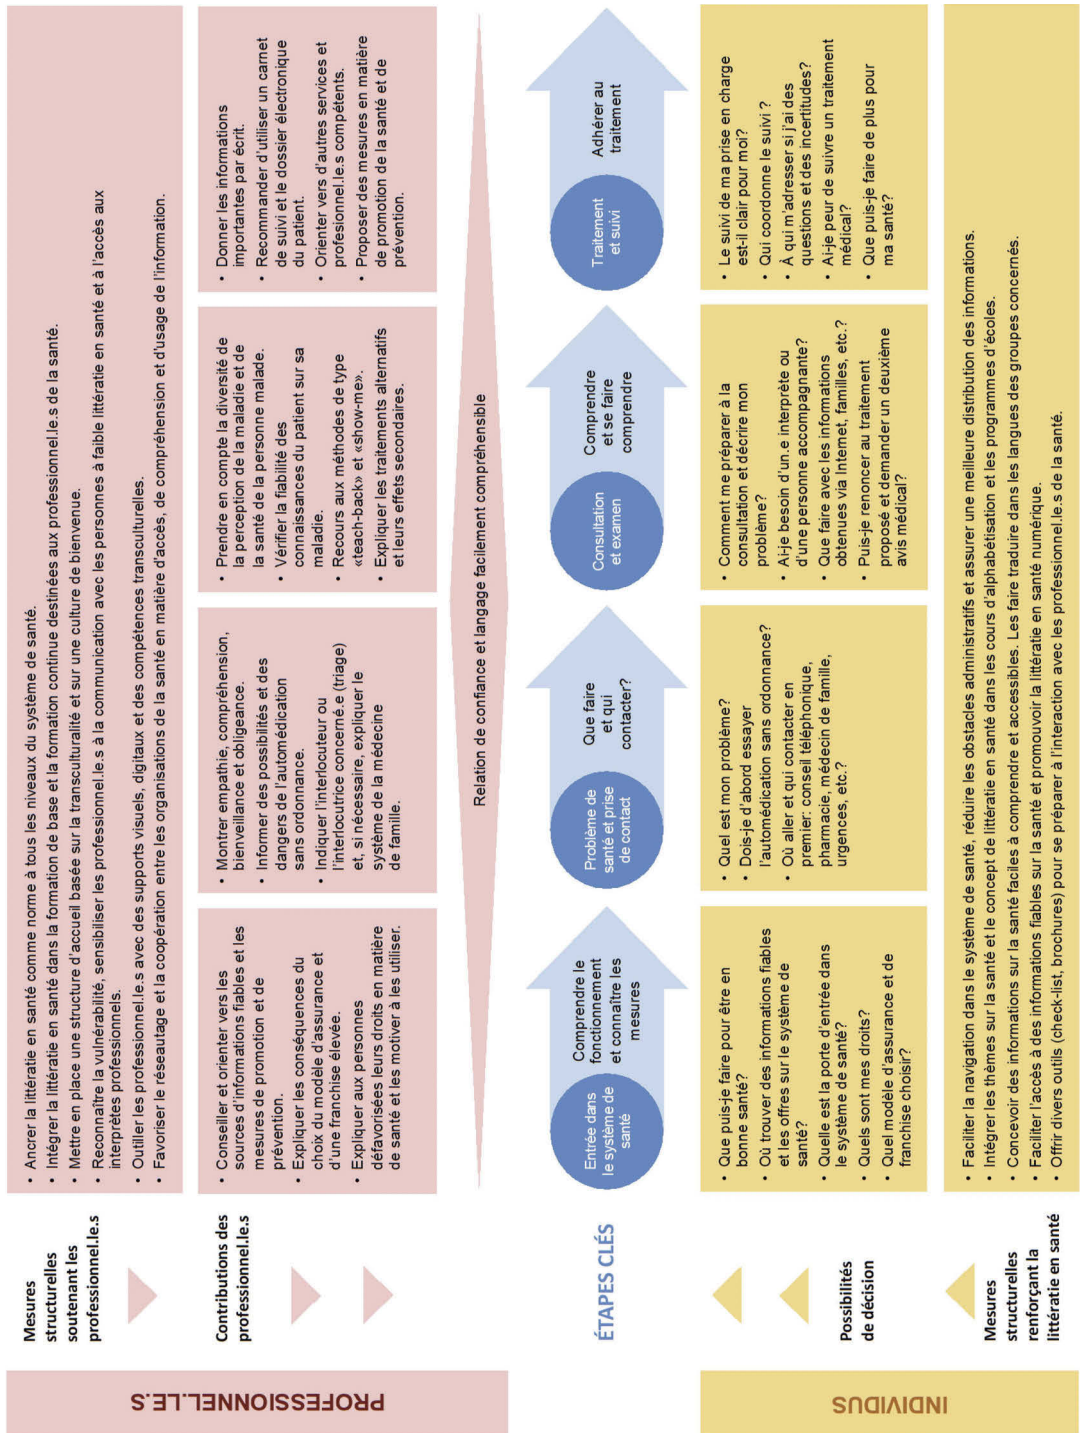 PROFESSIONNEL.LE.S
Mesures
structurelles
soutenant les
professionnel.le.s
• Ancrer la littératie en santé comme norme à tous les niveaux du système de santé.
• Intégrer la littératie en santé dans la formation de base et la formation continue destinées aux professionnel.le.s de la santé.
• Mettre en place une structure d'accueil basée sur la transculturalité et sur une culture de bienvenue.
• Reconnaître la vulnérabilité, sensibiliser les professionnel.le.s à la communication avec les personnes à faible littératie en santé et à l'accès aux
interprètes professionnels.
• Outiller les professionnel.le.s avec des supports visuels, digitaux et des compétences transculturelles.
• Favoriser le réseautage et la coopération entre les organisations de la santé en matière d'accès, de compréhension et d'usage de l'information.
Contributions des
professionnel.le.s
• Conseiller et orienter vers les
sources d'informations fiables et les
mesures de promotion et de
prévention.
• Expliquer les conséquences du
choix du modèle d'assurance et
d'une franchise élevée.
• Expliquer aux personnes
défavorisées leurs droits en matière
de santé et les motiver à les utiliser.
• Montrer empathie, compréhension,
bienveillance et obligeance.
• Informer des possibilités et des
dangers de l'automédication
sans ordonnance.
• Indiquer l'interlocuteur ou
l'interlocutrice concerné.e (triage)
et, si nécessaire, expliquer le
système de la médecine
de famille.
• Prendre en compte la diversité de
la perception de la maladie et de
la santé de la personne malade.
• Vérifier la fiabilité des
connaissances du patient sur sa
maladie.
• Recours aux méthodes de type
«teach-back» et «show-me».
• Expliquer les traitements alternatifs
et leurs effets secondaires.
• Donner les informations
importantes par écrit.
• Recommander d'utiliser un carnet
de suivi et le dossier électronique
du patient.
• Orienter vers d'autres services et
profesionnel.le.s compétents.
• Proposer des mesures en matière
de promotion de la santé et de
prévention.
Relation de confiance et langage facilement compréhensible
ÉTAPES CLÉS
Entrée dans
le système de
santé
Comprendre le
fonctionnement
et connaître les
mesures
Problème de
santé et prise
de contact
Que faire
et qui
contacter?
Consultation
et examen
Comprendre
et se faire
comprendre
Traitement
et suivi
Adhérer au
traitement
INDIVIDUS
Possibilités
de décision
• Que puis-je faire pour être en
bonne santé?
• Où trouver des informations fiables
et les offres sur le système de
santé?
• Quelle est la porte d'entrée dans
le système de santé?
• Quels sont mes droits?
• Quel modèle d'assurance et de
franchise choisir?
• Quel est mon problème?
• Dois-je d'abord essayer
l'automédication sans ordonnance?
• Où aller et qui contacter en
premier: conseil téléphonique,
pharmacie, médecin de famille,
urgences, etc.?
• Comment me préparer à la
consultation et décrire mon
problème?
• Ai-je besoin d'un.e interprète ou
d'une personne accompagnante?
• Que faire avec les informations
obtenues via Internet, familles, etc.?
• Puis-je renoncer au traitement
proposé et demander un deuxième
avis médical?
• Le suivi de ma prise en charge
est-il clair pour moi?
• Qui coordonne le suivi ?
• À qui m'adresser si j'ai des
questions et des incertitudes?
• Ai-je peur de suivre un traitement
médical?
• Que puis-je faire de plus pour
ma santé?
Mesures
structurelles
renforçant la
littératie en santé
• Faciliter la navigation dans le système de santé, réduire les obstacles administratifs et assurer une meilleure distribution des informations.
• Intégrer les thèmes sur la santé et le concept de littératie en santé dans les cours d'alphabétisation et les programmes d'écoles.
• Concevoir des informations sur la santé faciles à comprendre et accessibles. Les faire traduire dans les langues des groupes concernés.
• Faciliter l'accès à des informations fiables sur la santé et promouvoir la littératie en santé numérique.
• Offrir divers outils (check-list, brochures) pour se préparer à l'interaction avec les professionnel.le.s de la santé.